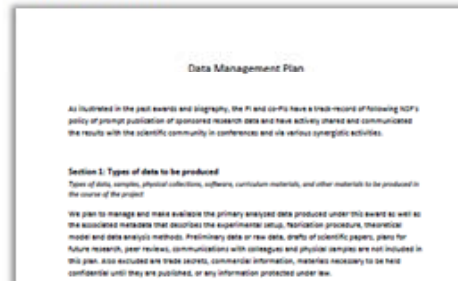 Data Management Plan
As illustrated in the past awards and biography, the PI and co-PIs have a track-record of following NSF's
policy of prompt publication of sponsored research data and have actively shared and communicated
the results with the scientific community in conferences and via various synergistic activities.
Section 1: Types of data to be produced
Types of data, samples, physical collections, software, curriculum materials, and other materials to be produced in
the course of the project
We plan to manage and make available the primary analyzed data produced under this award as well as
the associated metadata that describes the experimental setup, fabrication procedure, theoretical
model and data analysis methods. Preliminary data or raw data, drafts of scientific papers, plans for
future research, peer reviews, communications with colleagues and physical samples are not included in
this plan. Also excluded are trade secrets, commercial information, materials necessary to be held
confidential until they are published, or any information protected under law.